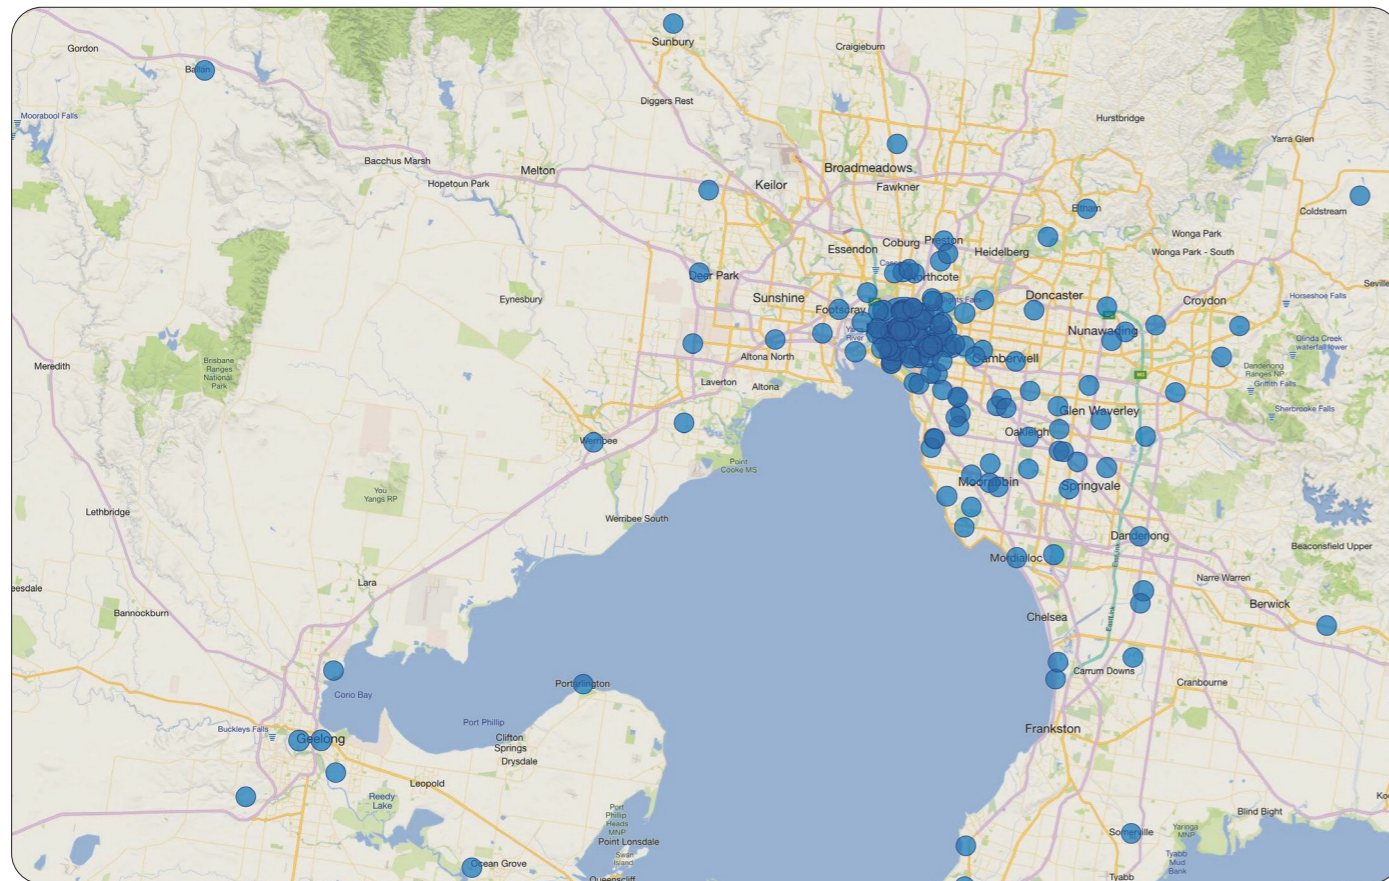 Sunbury
Craigieburn
Gordon
Ballan
Diggers Rest
Moorabool Falls
Hurstbridge
Yarra Glen
Bacchus Marsh
Melton
Hopetoun Park
Keilor
Broadmeadows
Fawkner
Eltham
Coldstream
Wonga Park
Wonga Park - South
Essendon
Coburg
Preston
Heidelberg
Deer Park
Northcote
Eynesbury
Sunshine
Footscray
Doncaster
Croydon
Horseshoe Falls
Yarra
River
Nunawading
Olinda Creek
waterfall lower
Altona North
Camberwell
Meredith
Brisbane
Ranges
National
Park
Dandenong
Ranges NP
Laverton
Altona
Griffith Falls
Glen Waverley
Sherbrooke Falls
Oakleigh
Werribee
Point
Cooke MS
Moorabbin
Springvale
You
Yangs RP
Lethbridge
Werribee South
Dandenong
Beaconsfield Upper
Mordialloc
EastLink
Lara
Narre Warren
Bannockburn
Berwick
Chelsea
EastLink
Carrum Downs
Cranbourne
Portarlington
Corio Bay
Port Phillip
Buckleys Falls
Geelong
Clifton
Springs
Drysdale
Frankston
Leopold
Reedy
Lake
Port
Phillip
Heads
MNP
Blind Bight
Yaringa
MNP
Somerville
Point Lonsdale
Swan
Island
Ocean Grove
Tyabb
Mud
Bank
Queenscliff
Tyabb